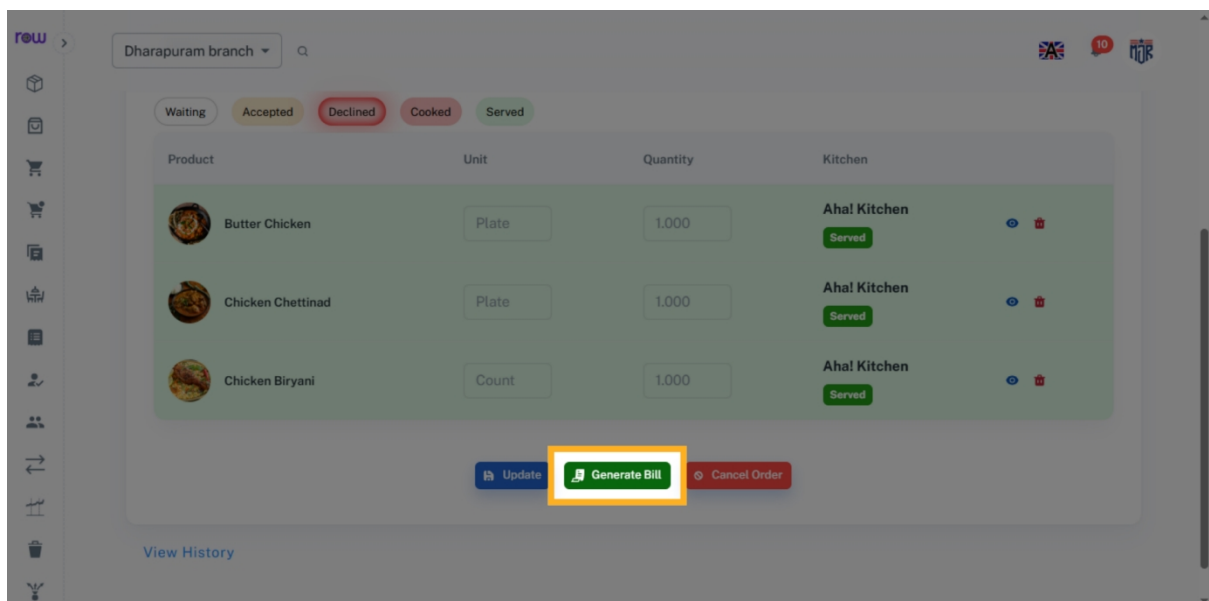 row
Dharapuram branch
A
10
Waiting Accepted Declined Cooked Served
Product Unit Quantity Kitchen
Butter Chicken Plate 1.000 Aha! Kitchen
Served
Chicken Chettinad Plate 1.000 Aha! Kitchen
Served
Chicken Biryani Count 1.000 Aha! Kitchen
Served
Update Generate Bill Cancel Order
View History